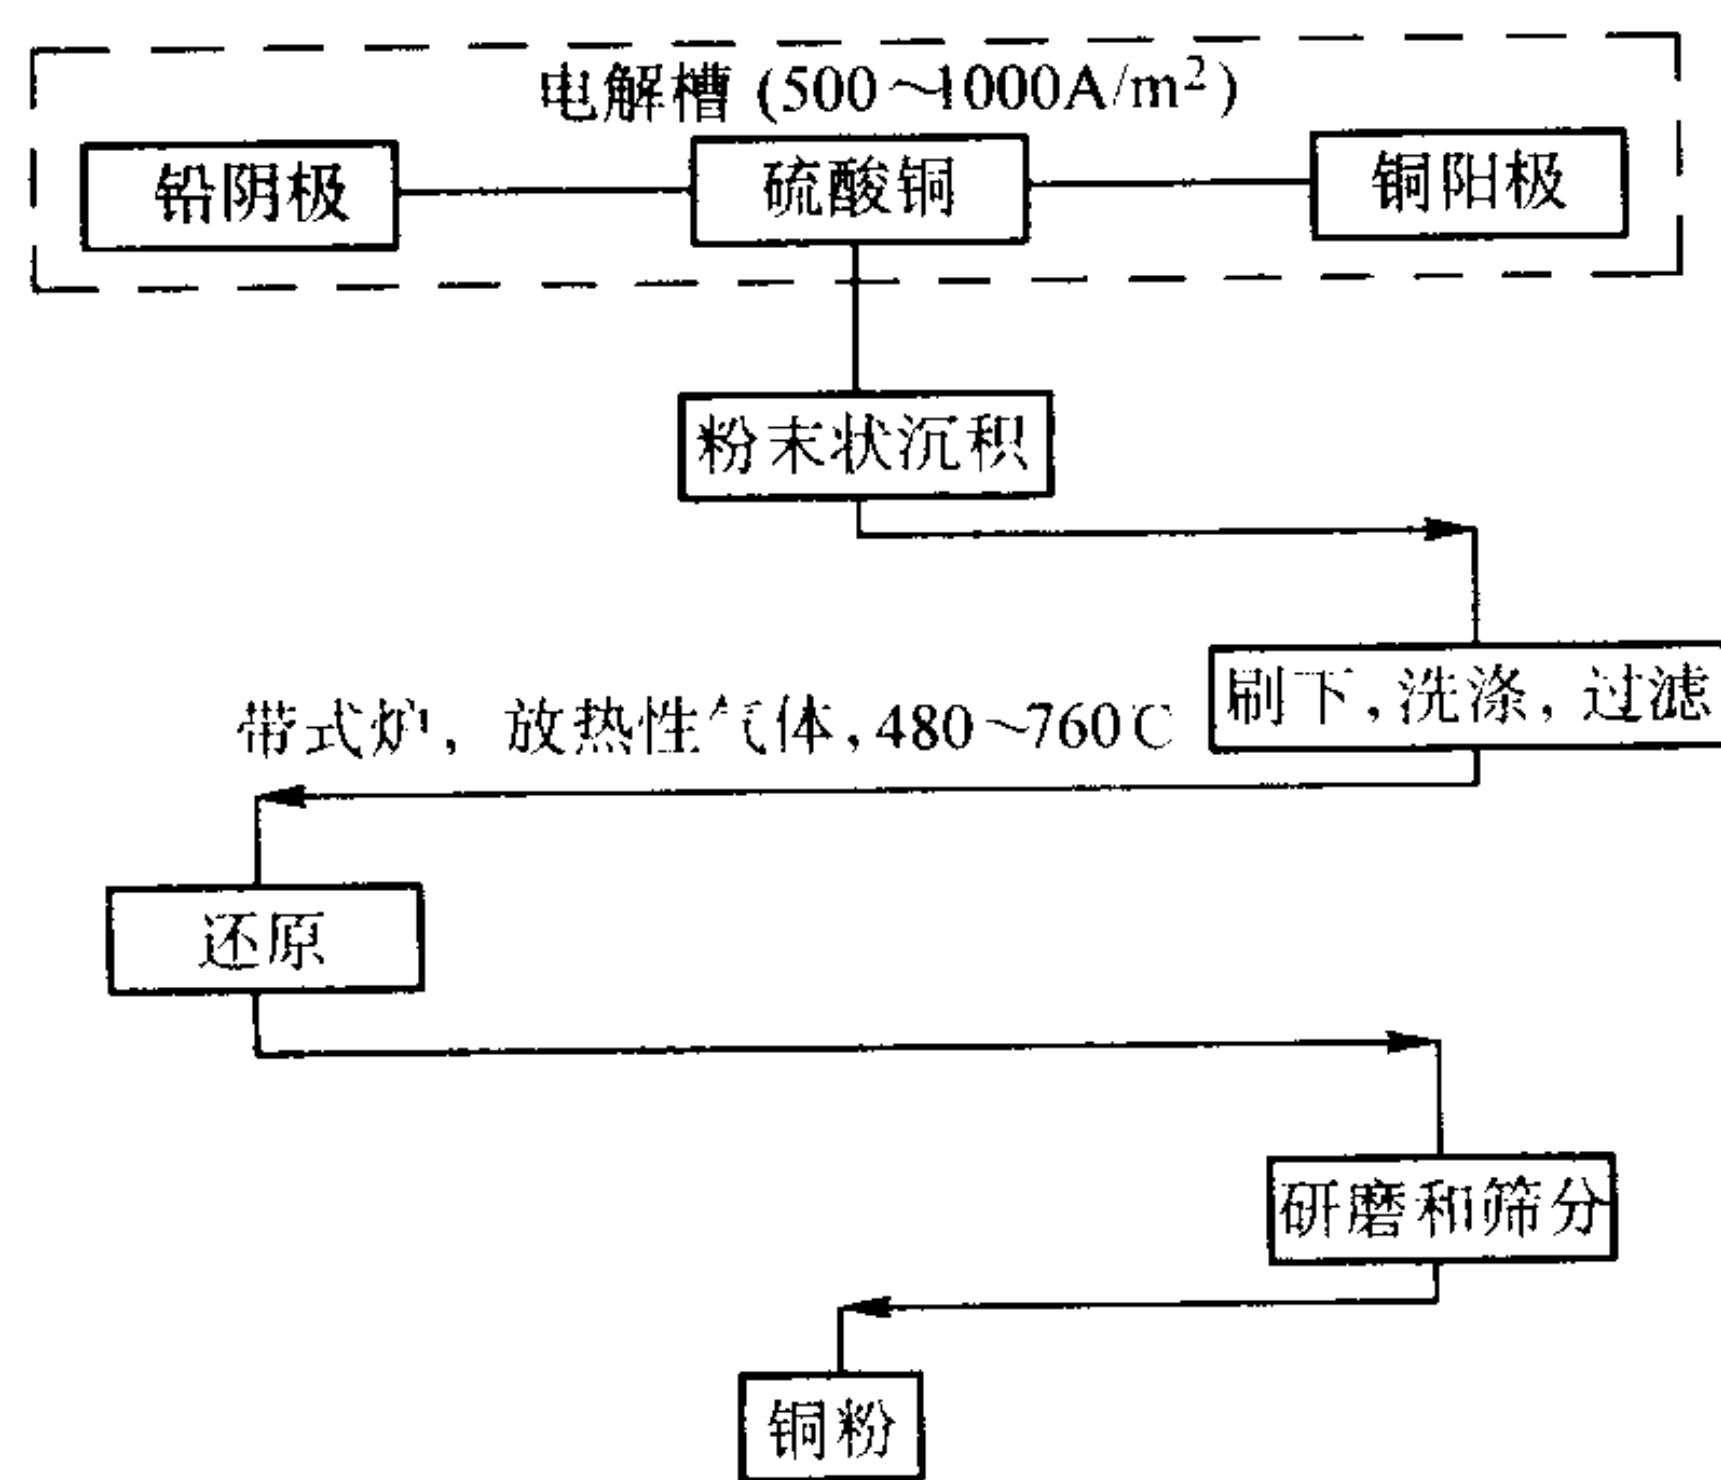 电解槽 (500~1000A/m²)
铅阴极
硫酸铜
铜阳极
粉末状沉积
刷下,洗涤,过滤
带式炉,放热性气体,480~760℃
还原
研磨和筛分
铜粉